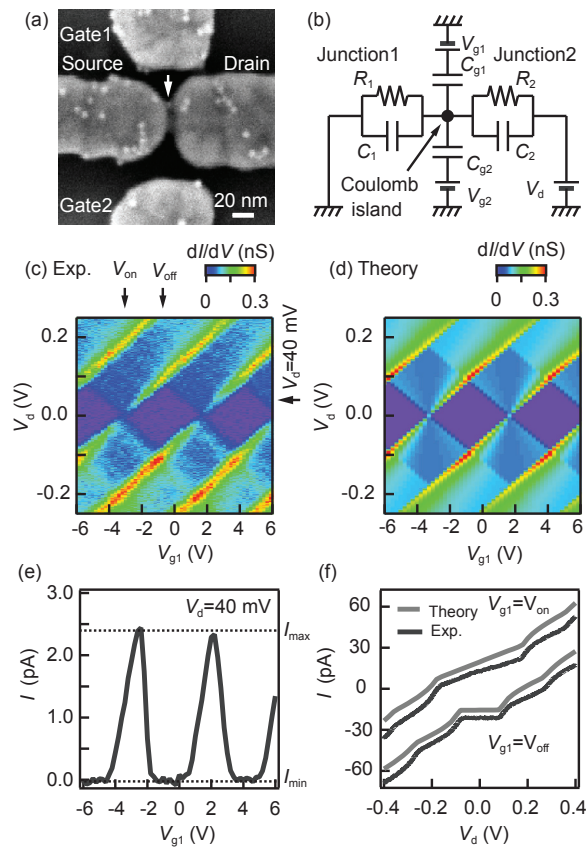 (a)
Gate1
Source
Drain
Gate2
20 nm
(b)
Vg1
Junction1
Cg1
Junction2
R1
R2
C1
C2
Cg2
Coulomb
island
Vg2
Vd
(c) Exp.
Von
Voff
dI/dV (nS)
0
0.3
Vd=40 mV
0.2
0.0
-0.2
Vd (V)
-6 -4 -2 0 2 4 6
Vg1 (V)
(d) Theory
dI/dV (nS)
0
0.3
0.2
0.0
-0.2
Vd (V)
-6 -4 -2 0 2 4 6
Vg1 (V)
(e)
3.0
2.0
1.0
0.0
I (pA)
Vd=40 mV
Imax
Imin
-6 -4 -2 0 2 4 6
Vg1 (V)
(f)
60
30
0
-30
-60
I (pA)
Theory
Exp.
Vg1=Von
Vg1=Voff
-0.4 -0.2 0.0 0.2 0.4
Vd (V)